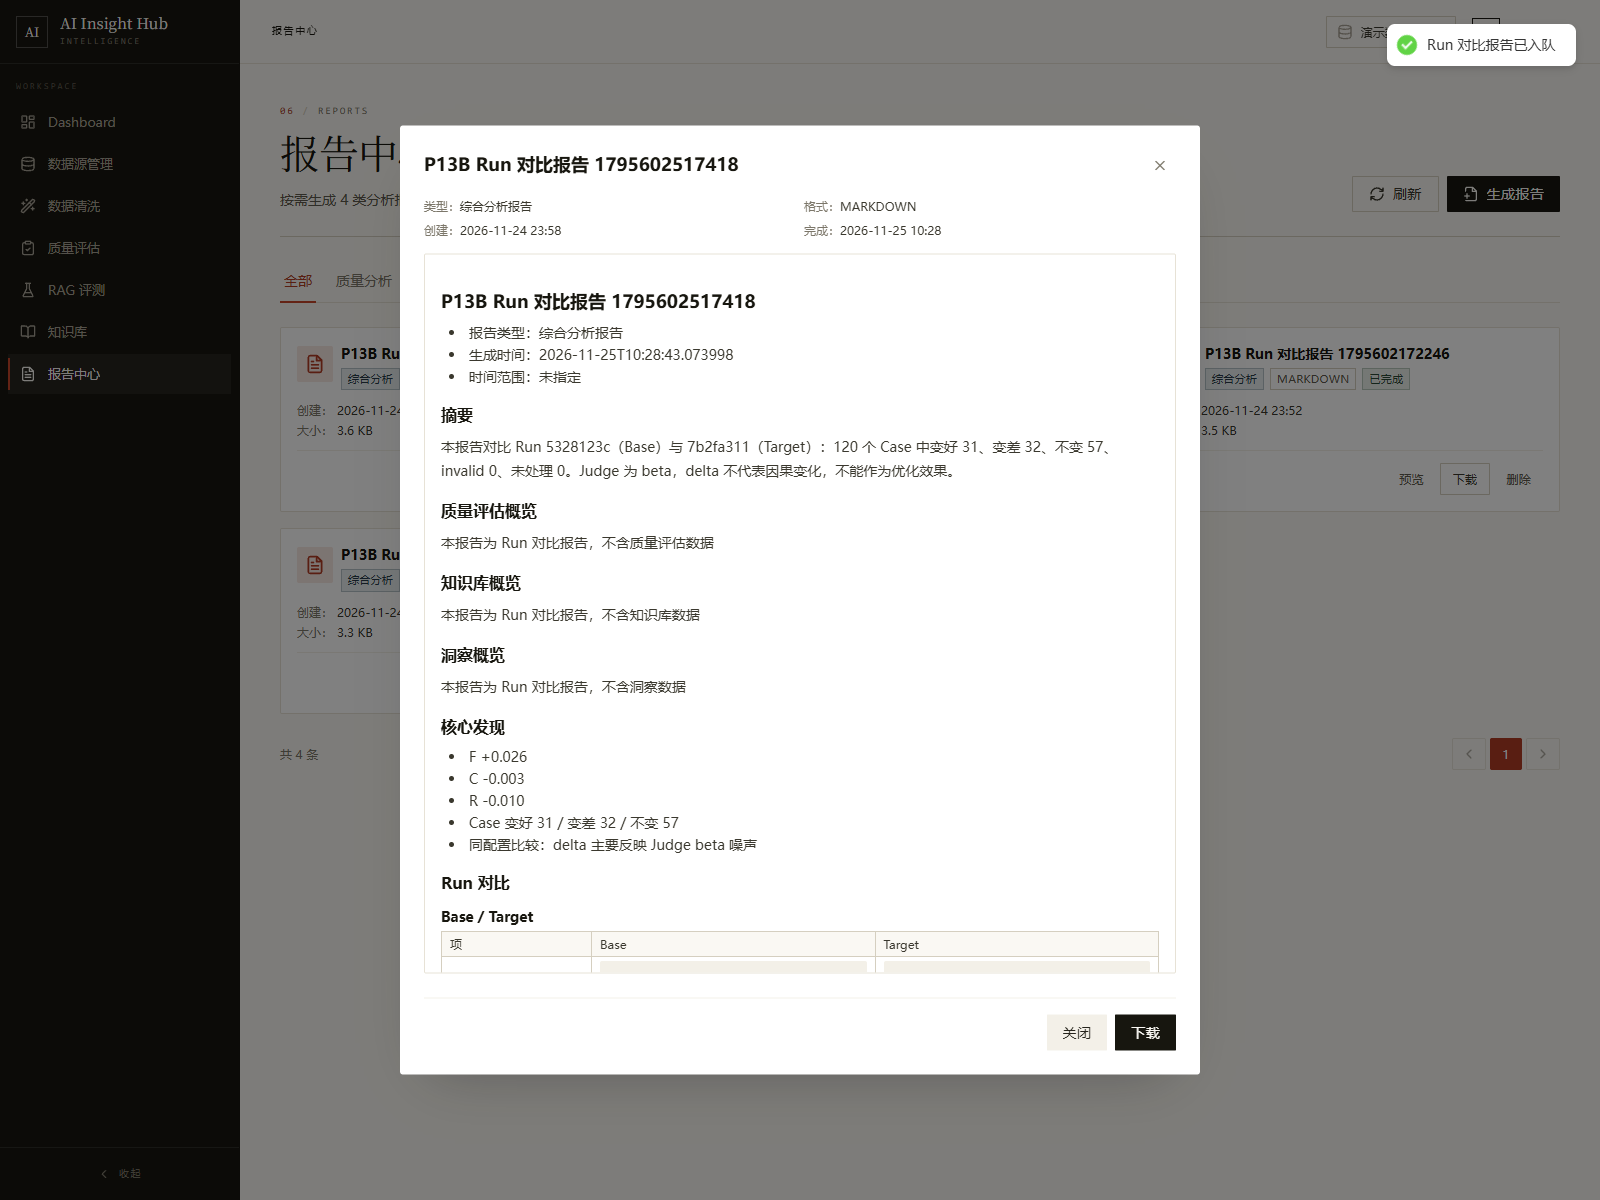 AI
AI Insight Hub
INTELLIGENCE
WORKSPACE
Dashboard
数据源管理
数据清洗
质量评估
RAG 评测
知识库
报告中心
收起
报告中心
演示
Run 对比报告已入队
06 / REPORTS
报告中
按需生成 4 类分析
刷新
生成报告
全部
质量分析
P13B Ru
综合分析
创建: 2026-11-24
大小: 3.6 KB
P13B Run 对比报告 1795602172246
综合分析
MARKDOWN
已完成
2026-11-24 23:52
3.5 KB
预览
下载
删除
P13B Ru
综合分析
创建: 2026-11-24
大小: 3.3 KB
共 4 条
1
P13B Run 对比报告 1795602517418
类型: 综合分析报告
格式: MARKDOWN
创建: 2026-11-24 23:58
完成: 2026-11-25 10:28
P13B Run 对比报告 1795602517418
• 报告类型：综合分析报告
• 生成时间：2026-11-25T10:28:43.073998
• 时间范围：未指定
摘要
本报告对比 Run 5328123c（Base）与 7b2fa311（Target）：120 个 Case 中变好 31、变差 32、不变 57、
invalid 0、未处理 0。Judge 为 beta，delta 不代表因果变化，不能作为优化效果。
质量评估概览
本报告为 Run 对比报告，不含质量评估数据
知识库概览
本报告为 Run 对比报告，不含知识库数据
洞察概览
本报告为 Run 对比报告，不含洞察数据
核心发现
• F +0.026
• C -0.003
• R -0.010
• Case 变好 31 / 变差 32 / 不变 57
• 同配置比较：delta 主要反映 Judge beta 噪声
Run 对比
Base / Target
项
Base
Target
关闭
下载